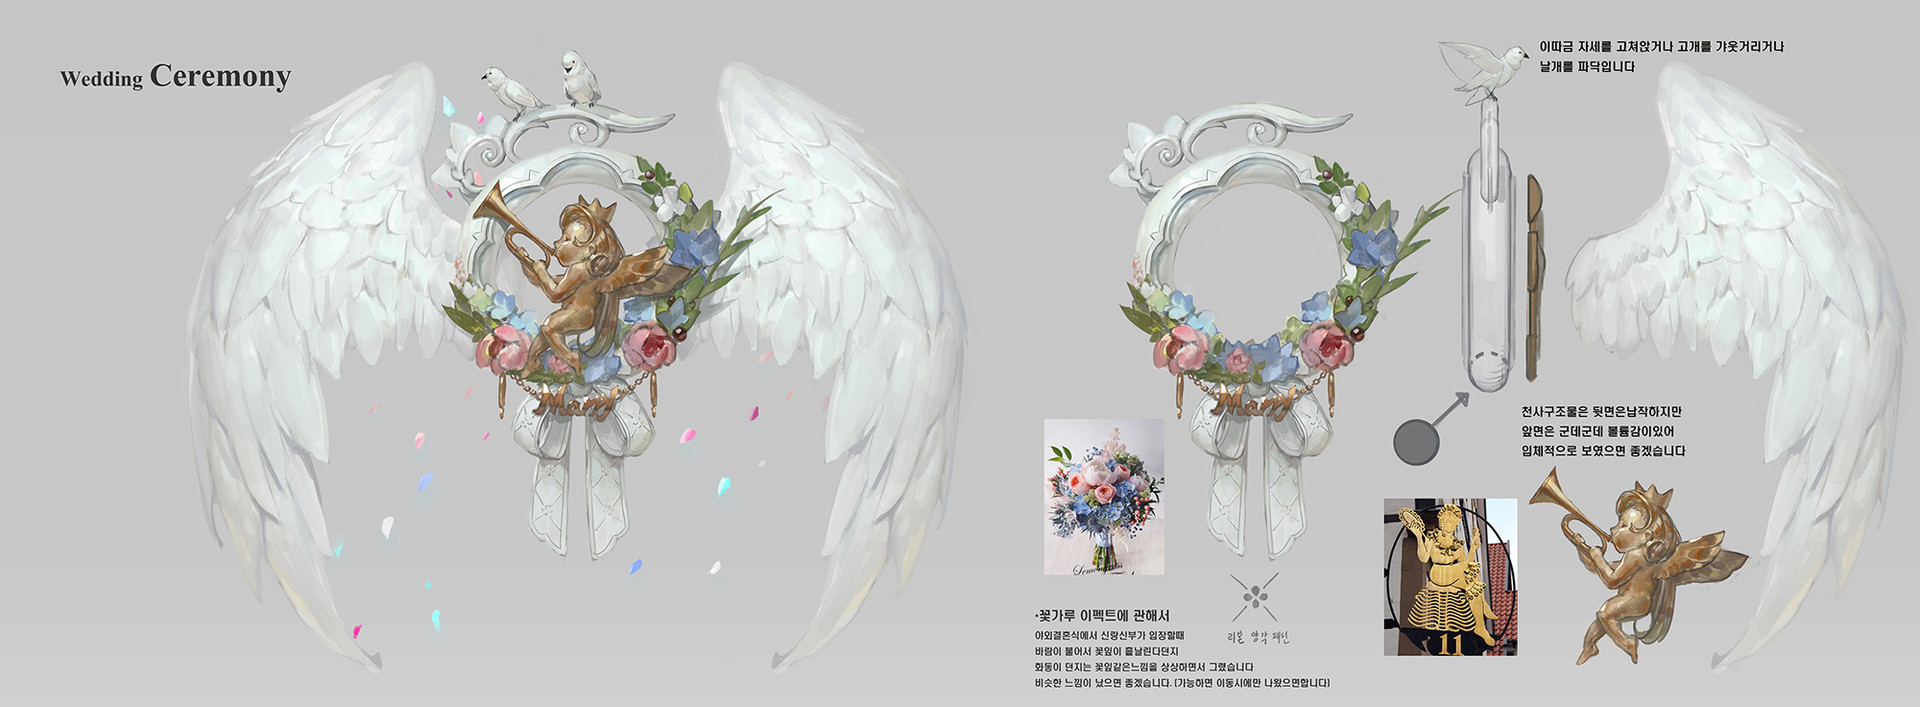 Wedding Ceremony
이따금 자세를 고쳐앉거나 고개를 갸웃거리거나
날개를 파닥입니다
Marry
Marry
천사구조물은 뒷면은납작하지만
앞면은 군데군데 볼륨감이있어
입체적으로 보였으면 좋겠습니다
11
리본 양각 패턴
•꽃가루 이펙트에 관해서
야외결혼식에서 신랑신부가 입장할때
바람이 불어서 꽃잎이 흩날린다던지
화동이 던지는 꽃잎같은느낌을 상상하면서 그렸습니다
비슷한 느낌이 났으면 좋겠습니다. (가능하면 이동시에만 나왔으면합니다)